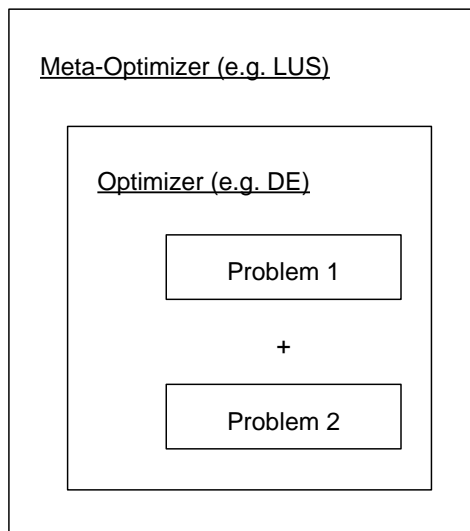 Meta-Optimizer (e.g. LUS)
Optimizer (e.g. DE)
Problem 1
+
Problem 2